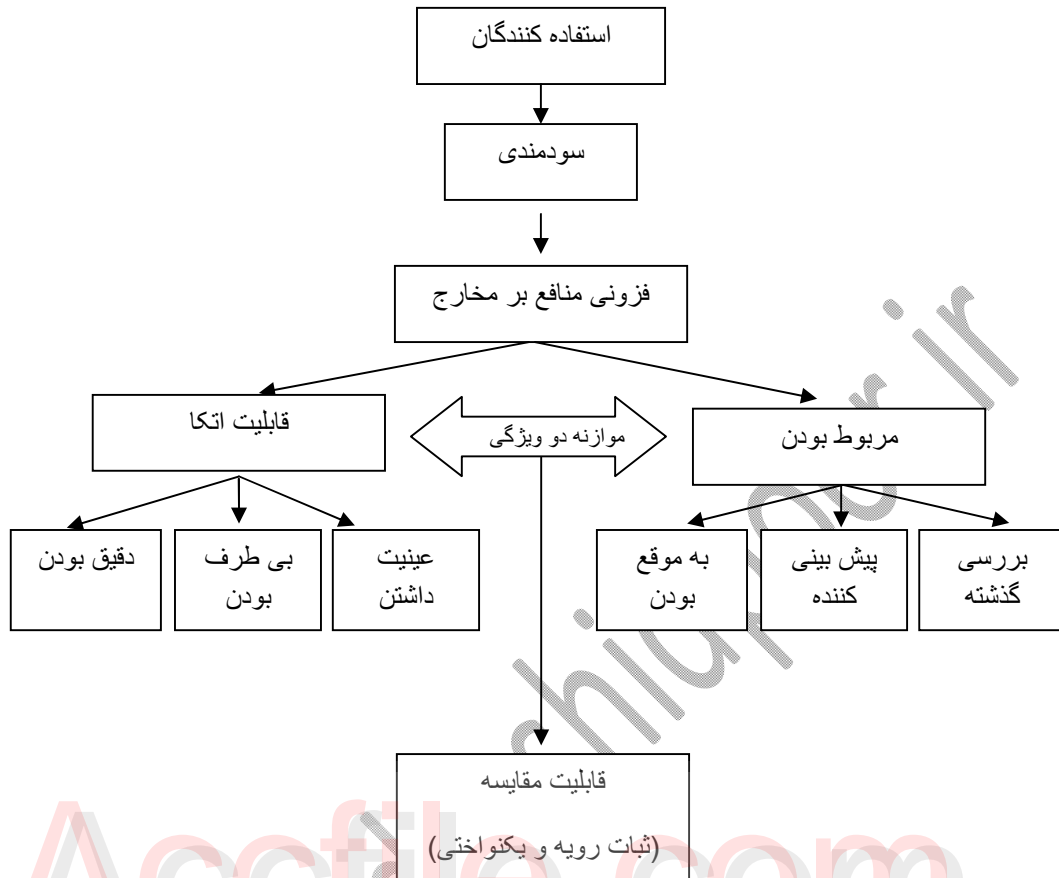 استفاده کنندگان
سودمندی
فزونی منافع بر مخارج
مربوط بودن
موازنه دو ویژگی
قابلیت اتکا
بررسی
گذشته
پیش بینی
کننده
به موقع
بودن
عینیت
داشتن
بی طرف
بودن
دقیق بودن
قابلیت مقایسه
(ثبات رویه و یکنواختی)
Accfile.com